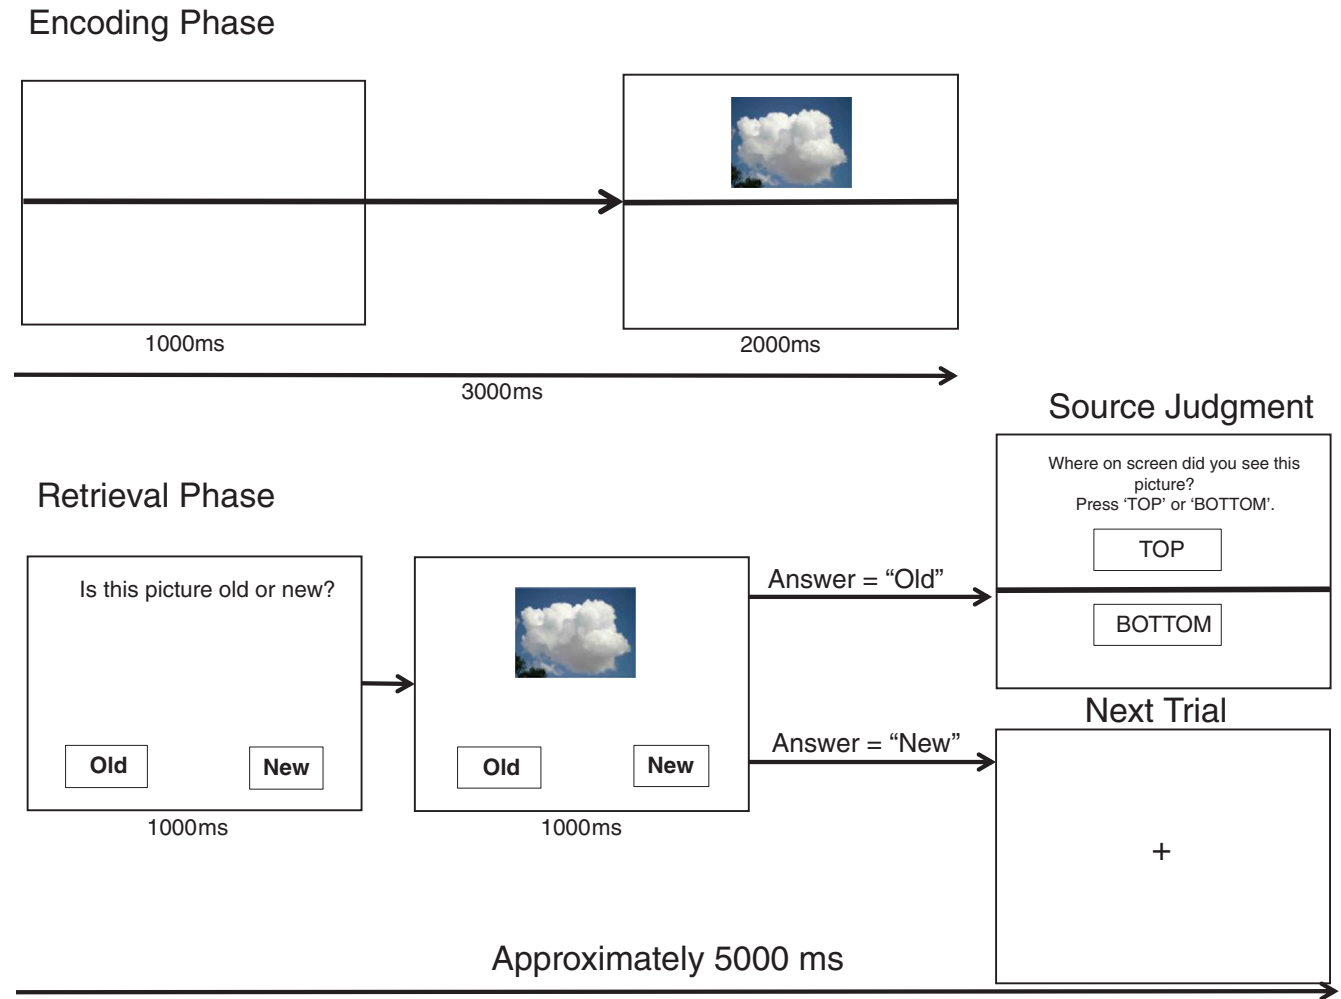 Encoding Phase
1000ms
2000ms
3000ms
Source Judgment
Where on screen did you see this
picture?
Press ‘TOP’ or ‘BOTTOM’.
TOP
BOTTOM
Retrieval Phase
Is this picture old or new?
Old
New
1000ms
Old
New
1000ms
Answer = “Old”
Answer = “New”
Next Trial
+
Approximately 5000 ms